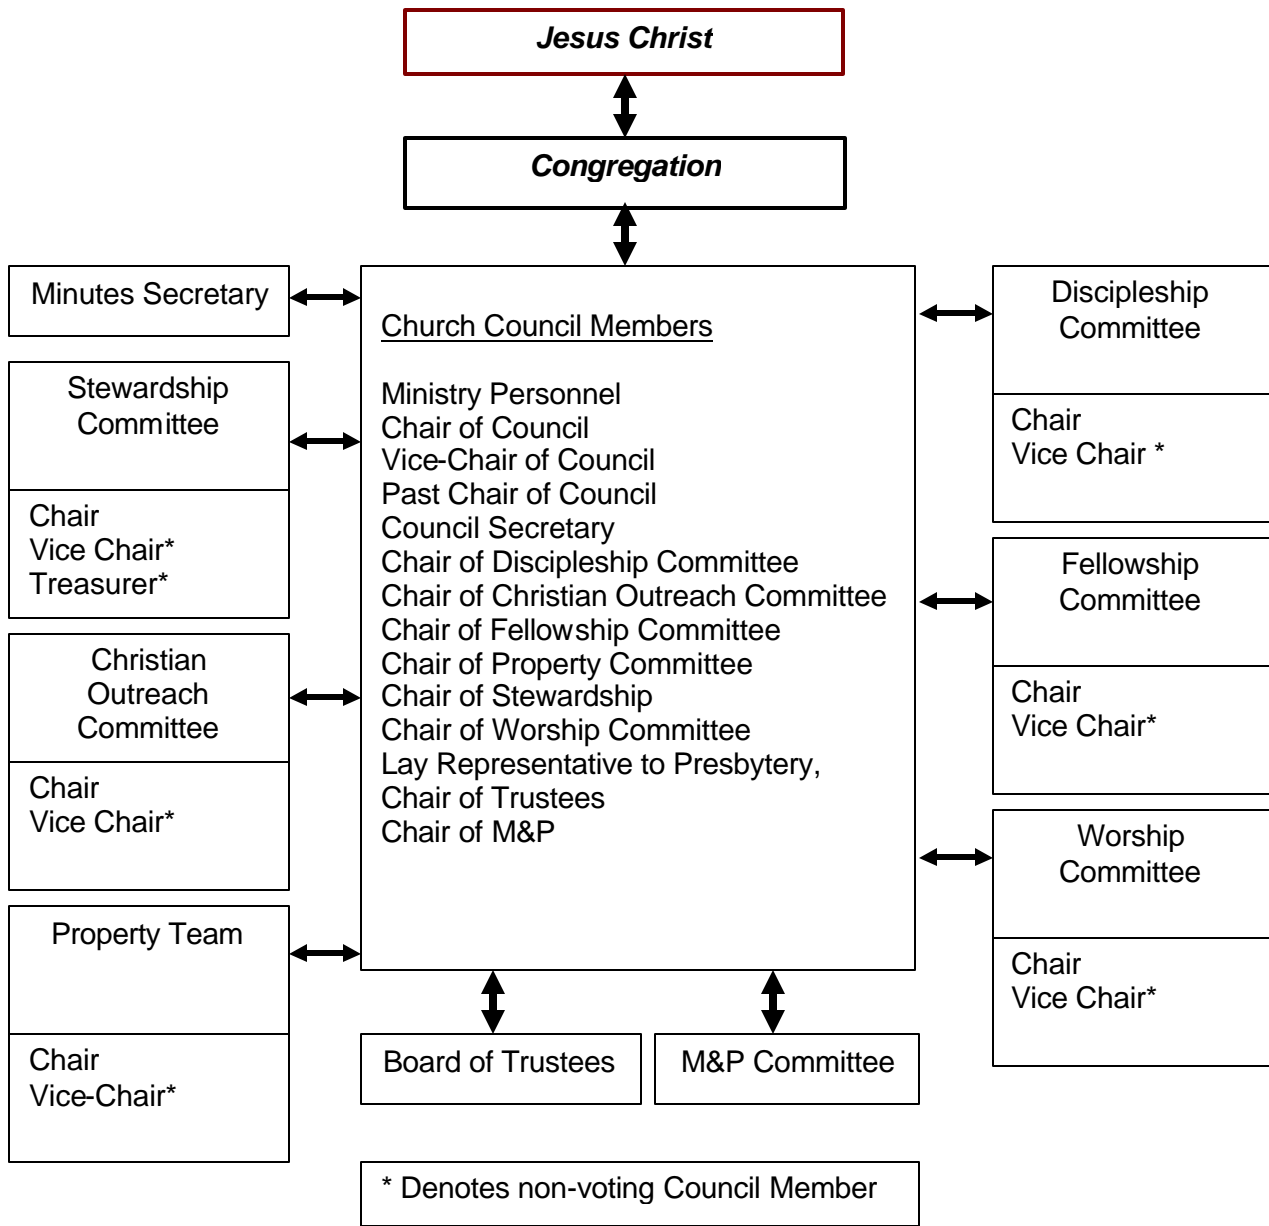 Jesus Christ
Congregation
Minutes Secretary
Stewardship
Committee
Chair
Vice Chair*
Treasurer*
Christian
Outreach
Committee
Chair
Vice Chair*
Property Team
Chair
Vice-Chair*
Church Council Members
Ministry Personnel
Chair of Council
Vice-Chair of Council
Past Chair of Council
Council Secretary
Chair of Discipleship Committee
Chair of Christian Outreach Committee
Chair of Fellowship Committee
Chair of Property Committee
Chair of Stewardship
Chair of Worship Committee
Lay Representative to Presbytery,
Chair of Trustees
Chair of M&P
Discipleship
Committee
Chair
Vice Chair *
Fellowship
Committee
Chair
Vice Chair*
Worship
Committee
Chair
Vice Chair*
Board of Trustees
M&P Committee
* Denotes non-voting Council Member